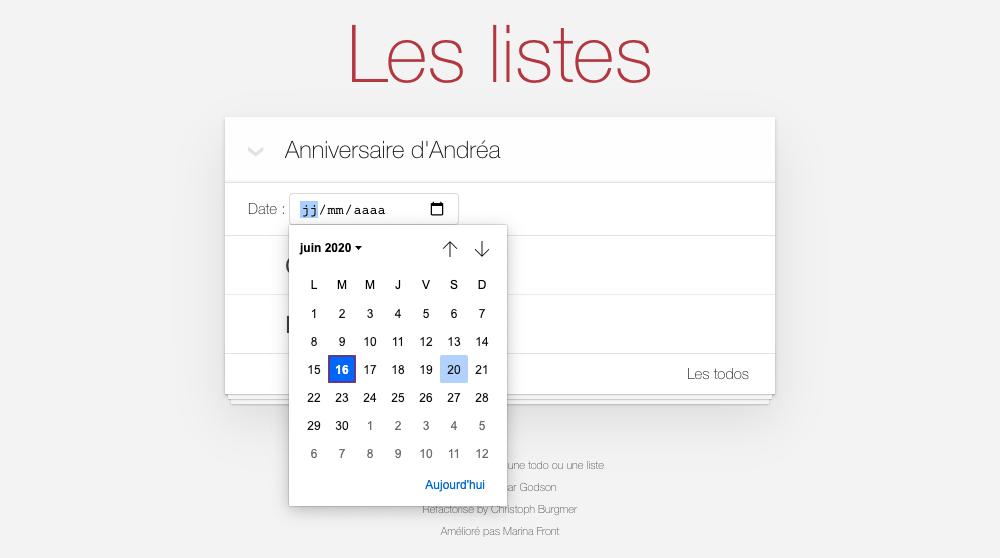 Les listes
Anniversaire d'Andréa
Date : jj/mm/aaaa
juin 2020
L M M J V S D
1 2 3 4 5 6 7
8 9 10 11 12 13 14
15 16 17 18 19 20 21
22 23 24 25 26 27 28
29 30 1 2 3 4 5
6 7 8 9 10 11 12
Aujourd'hui
Les todos
une todo ou une liste
Godson
Refactorisé by Christoph Burgmer
Amélioré pas Marina Front